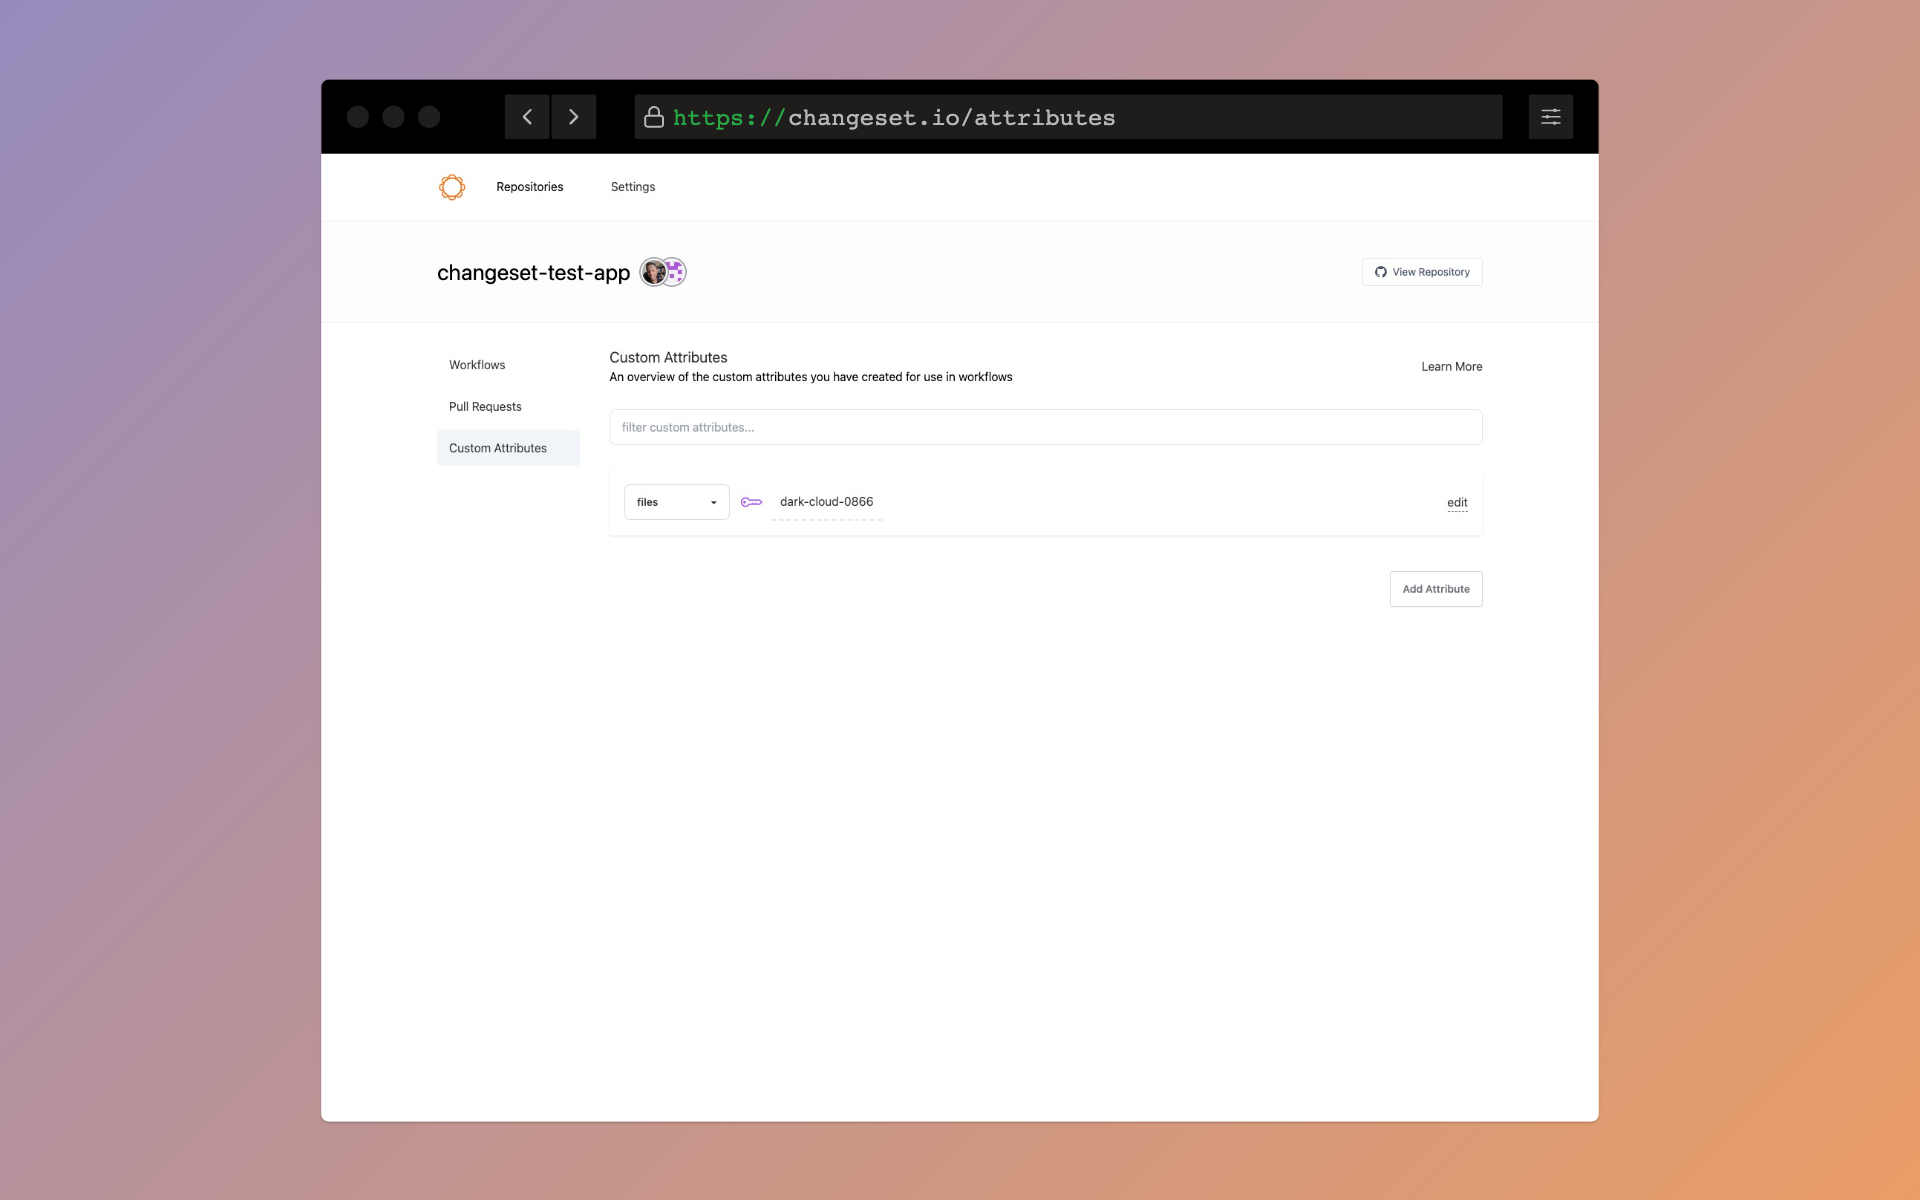 https://changeset.io/attributes
Repositories
Settings
changeset-test-app
View Repository
Workflows
Pull Requests
Custom Attributes
Custom Attributes
An overview of the custom attributes you have created for use in workflows
Learn More
filter custom attributes...
files
dark-cloud-0866
edit
Add Attribute